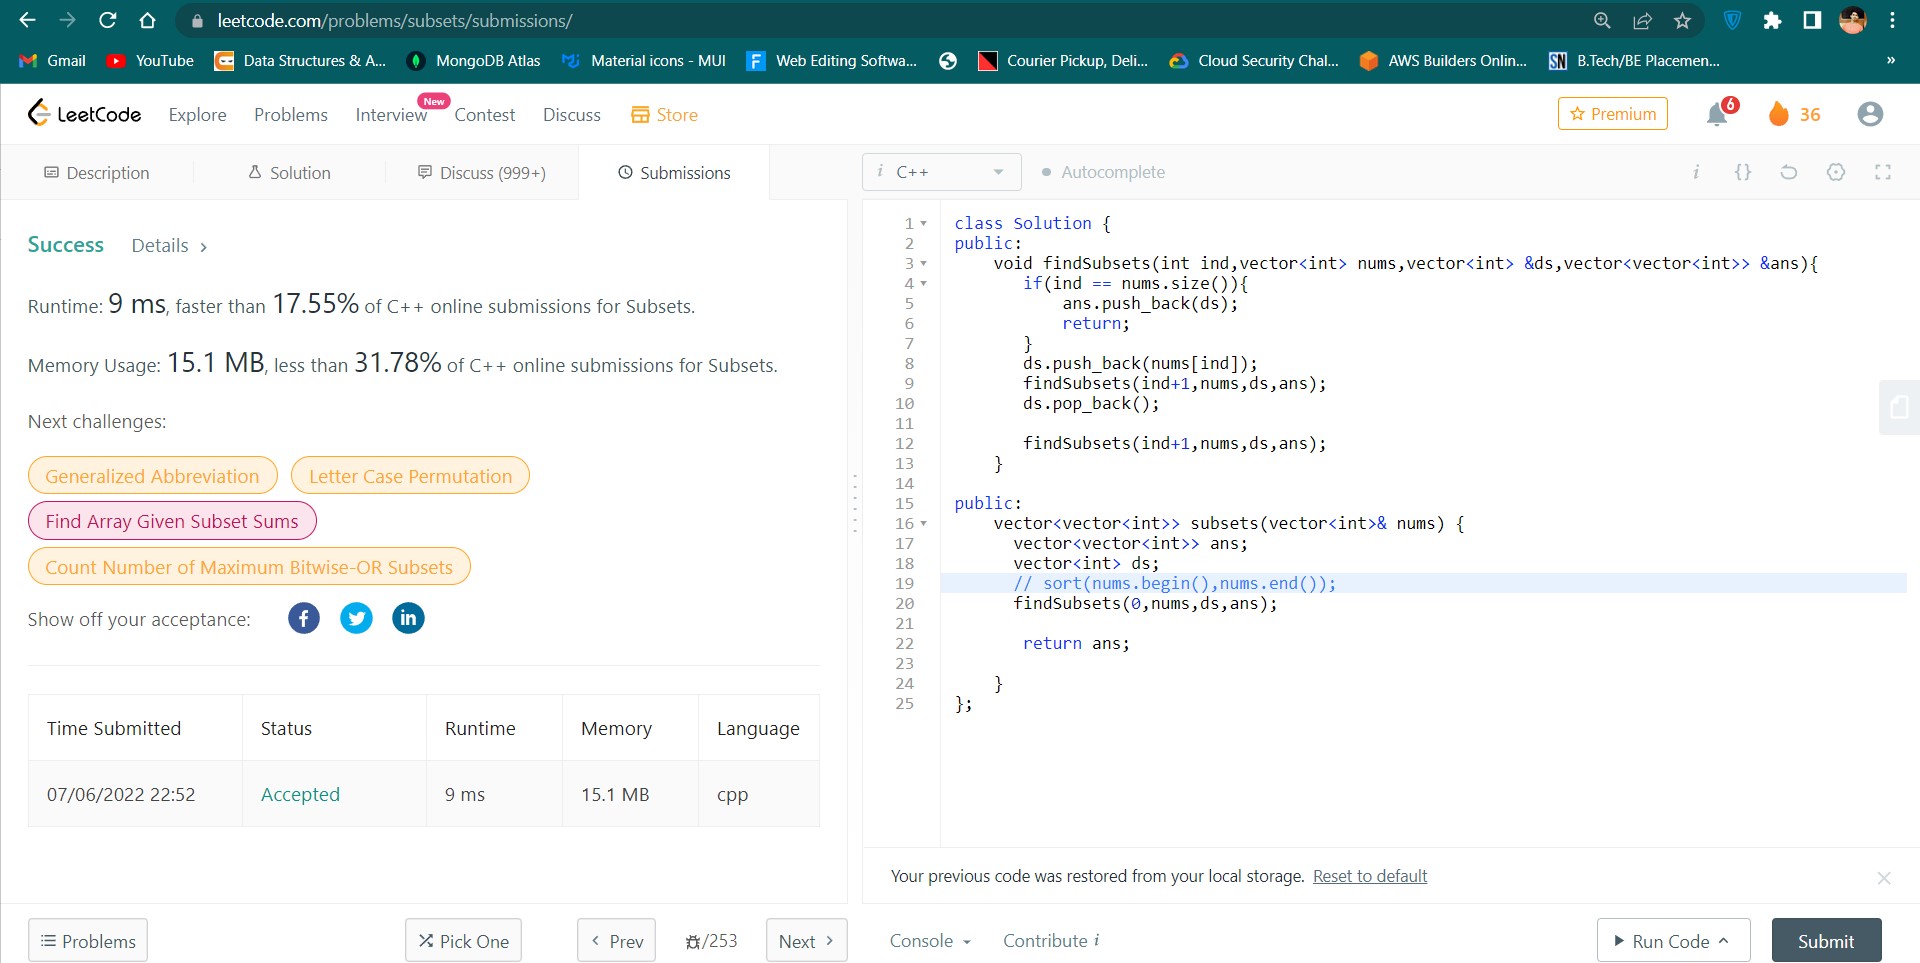 leetcode.com/problems/subsets/submissions/
Gmail YouTube Data Structures & A... MongoDB Atlas Material icons - MUI Web Editing Softwa... Courier Pickup, Deli... Cloud Security Chal... AWS Builders Onlin... SN B.Tech/BE Placemen... »
LeetCode Explore Problems Interview New Contest Discuss Store Premium 6 36
Description Solution Discuss (999+) Submissions
Success Details >
Runtime: 9 ms, faster than 17.55% of C++ online submissions for Subsets.
Memory Usage: 15.1 MB, less than 31.78% of C++ online submissions for Subsets.
Next challenges:
Generalized Abbreviation Letter Case Permutation
Find Array Given Subset Sums
Count Number of Maximum Bitwise-OR Subsets
Show off your acceptance:
Time Submitted Status Runtime Memory Language
07/06/2022 22:52 Accepted 9 ms 15.1 MB cpp
Problems Pick One < Prev /253 Next >
i C++ Autocomplete i {}
1 class Solution {
2 public:
3 void findSubsets(int ind,vector<int> nums,vector<int> &ds,vector<vector<int>> &ans){
4 if(ind == nums.size()){
5 ans.push_back(ds);
6 return;
7 }
8 ds.push_back(nums[ind]);
9 findSubsets(ind+1,nums,ds,ans);
10 ds.pop_back();
11
12 findSubsets(ind+1,nums,ds,ans);
13 }
14
15 public:
16 vector<vector<int>> subsets(vector<int>& nums) {
17 vector<vector<int>> ans;
18 vector<int> ds;
19 // sort(nums.begin(),nums.end());
20 findSubsets(0,nums,ds,ans);
21
22 return ans;
23
24 }
25 };
Your previous code was restored from your local storage. Reset to default
Console Contribute i Run Code Submit